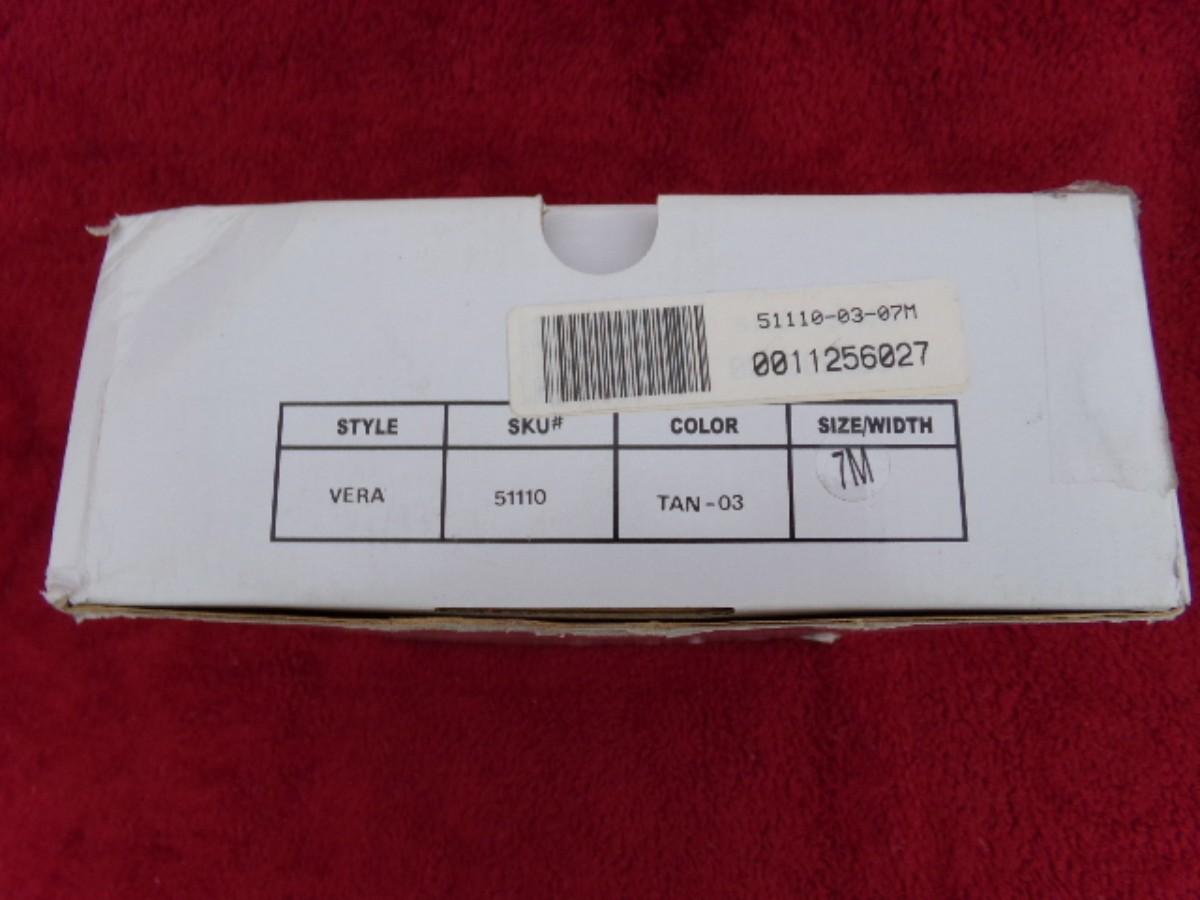 51110-03-07M
0011256027
STYLE SKU# COLOR SIZE/WIDTH
VERA 51110 TAN-03 7M